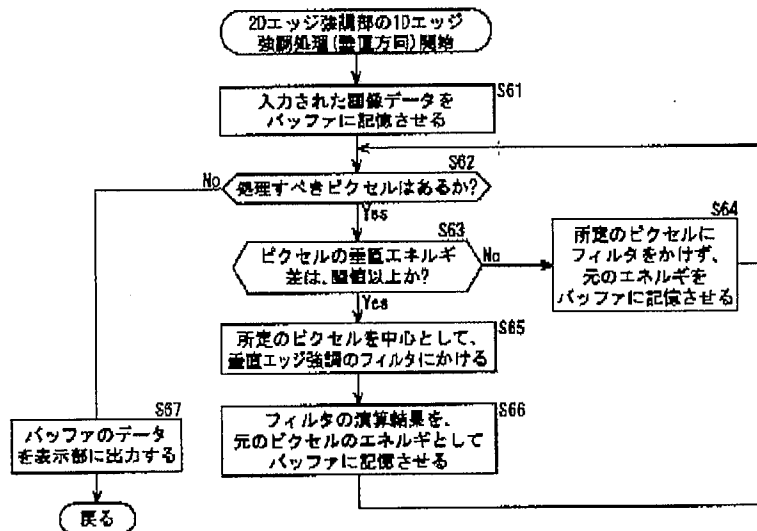 2Dエッジ強調部の1Dエッジ
強調処理(垂直方向)開始
S61
入力された画像データを
バッファに記憶させる
S62
処理すべきピクセルはあるか?
No
Yes
S63
ピクセルの垂直エネルギ
差は、閾値以上か?
No
Yes
S64
所定のピクセルに
フィルタをかけず、
元のエネルギを
バッファに記憶させる
S65
所定のピクセルを中心として、
垂直エッジ強調のフィルタにかける
S66
フィルタの演算結果を、
元のピクセルのエネルギとして
バッファに記憶させる
S67
バッファのデータ
を表示部に出力する
戻る